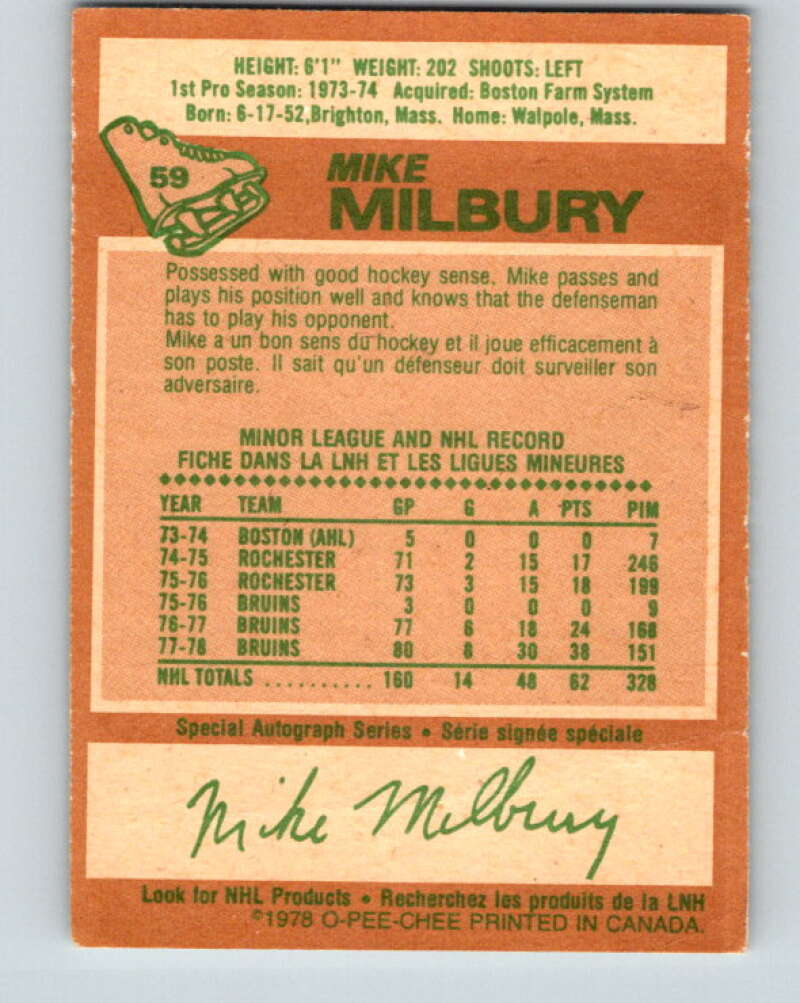 HEIGHT: 6'1" WEIGHT: 202 SHOOTS: LEFT
1st Pro Season: 1973-74 Acquired: Boston Farm System
Born: 6-17-52,Brighton, Mass. Home: Walpole, Mass.
59
MIKE
MILBURY
Possessed with good hockey sense, Mike passes and
plays his position well and knows that the defenseman
has to play his opponent.
Mike a un bon sens du hockey et il joue efficacement à
son poste. Il sait qu'un défenseur doit surveiller son
adversaire.
MINOR LEAGUE AND NHL RECORD
FICHE DANS LA LNH ET LES LIGUES MINEURES
YEAR TEAM GP G A PTS PIM
73-74 BOSTON (AHL) 5 0 0 0 7
74-75 ROCHESTER 71 2 15 17 246
75-76 ROCHESTER 73 3 15 18 199
75-76 BRUINS 3 0 0 0 9
76-77 BRUINS 77 6 18 24 168
77-78 BRUINS 80 8 30 38 151
NHL TOTALS .......... 160 14 48 62 328
Special Autograph Series • Série signée spéciale
Mike Milbury
Look for NHL Products • Recherchez les produits de la LNH
©1978 O-PEE-CHEE PRINTED IN CANADA.